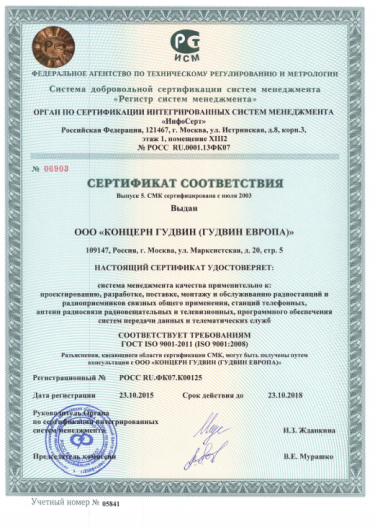 РСТ
ИСМ
ФЕДЕРАЛЬНОЕ АГЕНТСТВО ПО ТЕХНИЧЕСКОМУ РЕГУЛИРОВАНИЮ И МЕТРОЛОГИИ
Система добровольной сертификации систем менеджмента
«Регистр систем менеджмента»
ОРГАН ПО СЕРТИФИКАЦИИ ИНТЕГРИРОВАННЫХ СИСТЕМ МЕНЕДЖМЕНТА
«ИнфоСерт»
Российская Федерация, 121467, г. Москва, ул. Истринская, д.8, корп.3,
этаж 1, помещение XIII2
№ РОСС RU.0001.13ФК07
№ 06903
СЕРТИФИКАТ СООТВЕТСТВИЯ
Выпуск 5. СМК сертифицирована с июля 2003
Выдан
ООО «КОНЦЕРН ГУДВИН (ГУДВИН ЕВРОПА)»
109147, Россия, г. Москва, ул. Марксистская, д. 20, стр. 5
НАСТОЯЩИЙ СЕРТИФИКАТ УДОСТОВЕРЯЕТ:
система менеджмента качества применительно к:
проектированию, разработке, поставке, монтажу и обслуживанию радиостанций и
радиоприемников связных общего применения, станций телефонных,
антенн радиосвязи радиовещательных и телевизионных, программного обеспечения
систем передачи данных и телематических служб
СООТВЕТСТВУЕТ ТРЕБОВАНИЯМ
ГОСТ ISO 9001-2011 (ISO 9001:2008)
Разъяснения, касающиеся области сертификации СМК, могут быть получены путем
консультации с ООО «КОНЦЕРН ГУДВИН (ГУДВИН ЕВРОПА)»
Регистрационный № РОСС RU.ФК07.К00125
Дата регистрации 23.10.2015 Срок действия до 23.10.2018
Руководитель Органа
по сертификации интегрированных
систем менеджмента И.З. Жданкина
Председатель комиссии В.Е. Мурашко
Учетный номер № 05841